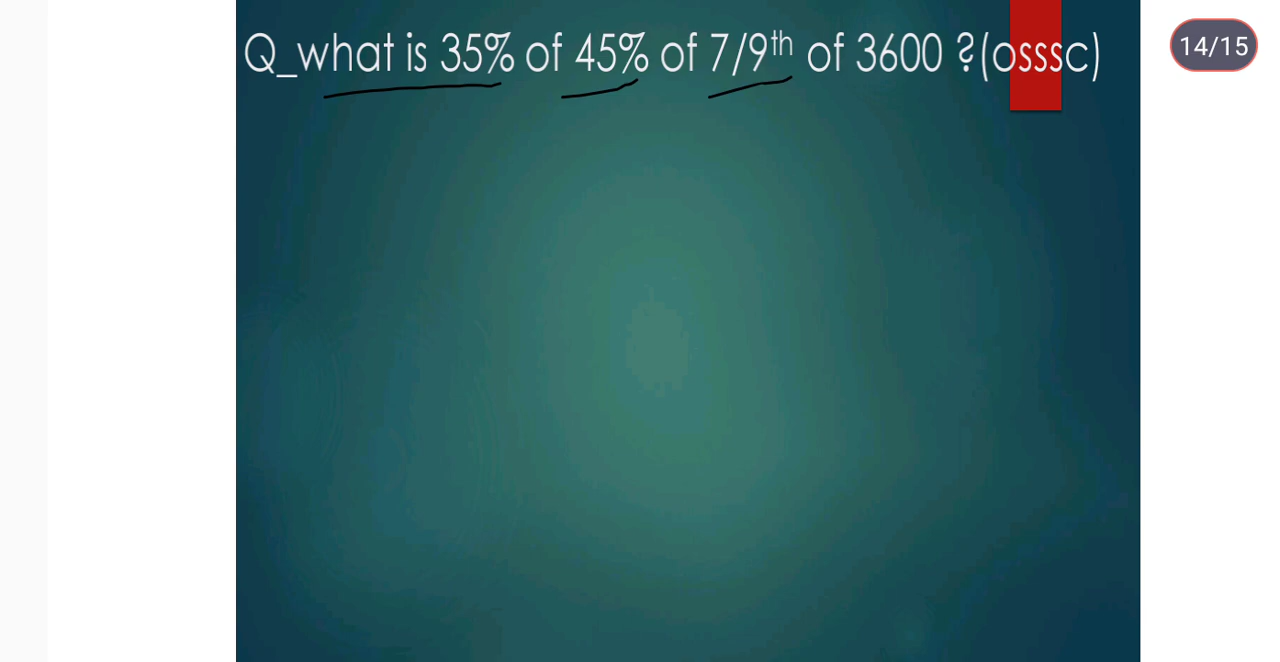 Q_what is 35% of 45% of 7/9th of 3600 ?(osssc)
14/15